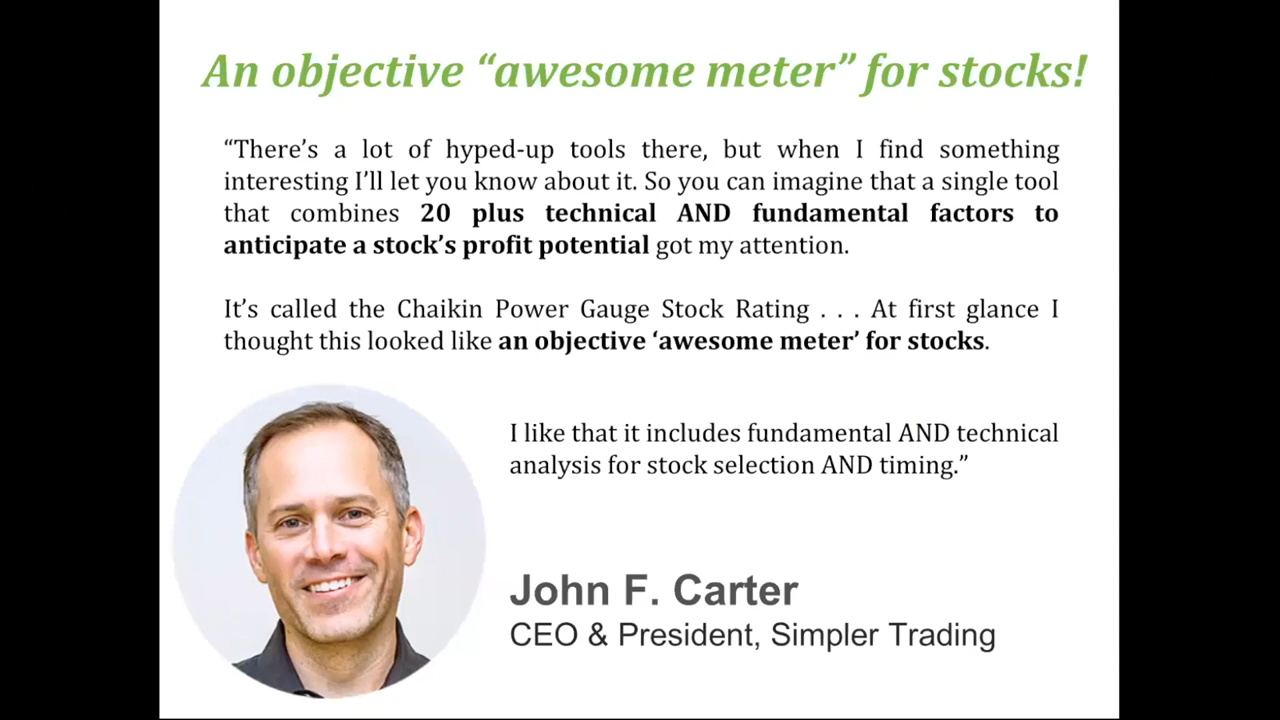 An objective “awesome meter” for stocks!
“There’s a lot of hyped-up tools there, but when I find something
interesting I’ll let you know about it. So you can imagine that a single tool
that combines 20 plus technical AND fundamental factors to
anticipate a stock’s profit potential got my attention.
It’s called the Chaikin Power Gauge Stock Rating . . . At first glance I
thought this looked like an objective ‘awesome meter’ for stocks.
I like that it includes fundamental AND technical
analysis for stock selection AND timing.”
John F. Carter
CEO & President, Simpler Trading